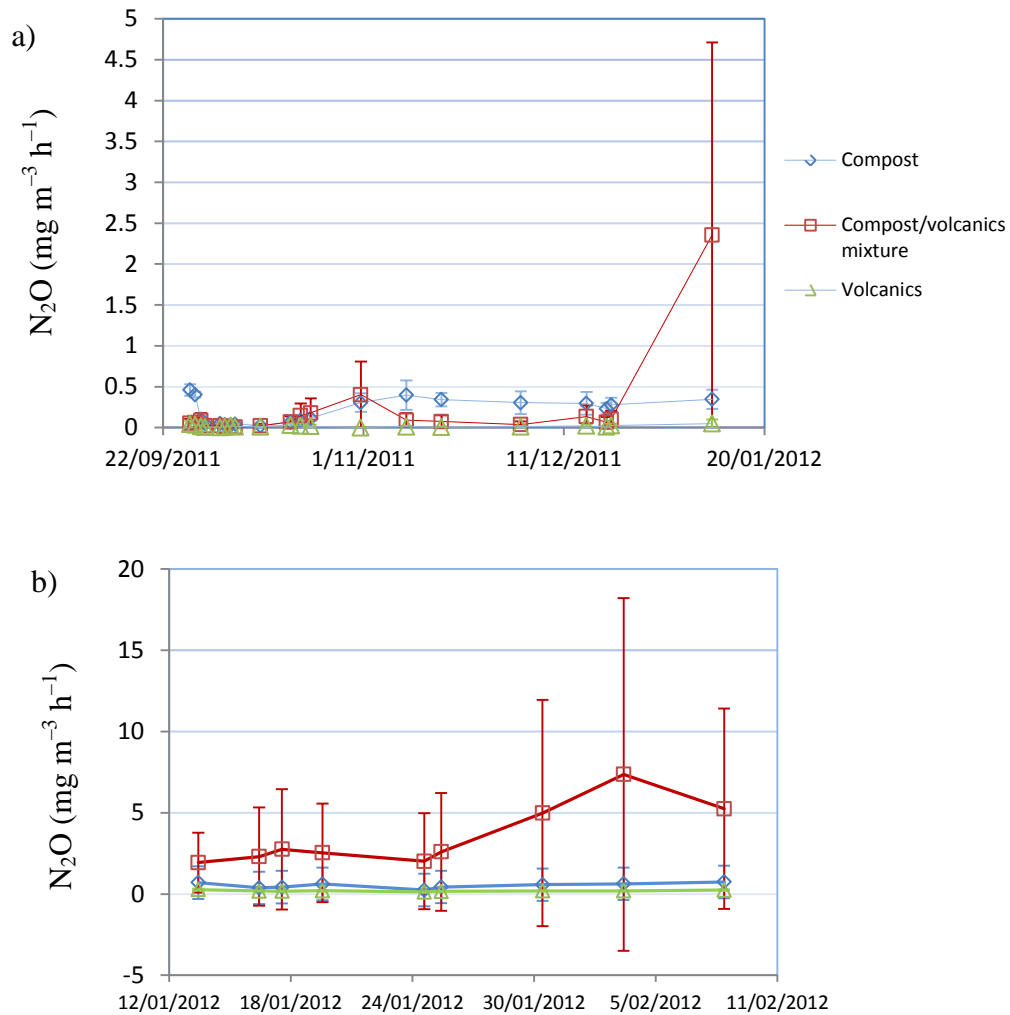 a)
5
4.5
4
3.5
3
2.5
2
1.5
1
0.5
0
N₂O (mg m⁻³ h⁻¹)
22/09/2011 1/11/2011 11/12/2011 20/01/2012
Compost
Compost/volcanics
mixture
Volcanics
b)
20
15
10
5
0
-5
N₂O (mg m⁻³ h⁻¹)
12/01/2012 18/01/2012 24/01/2012 30/01/2012 5/02/2012 11/02/2012